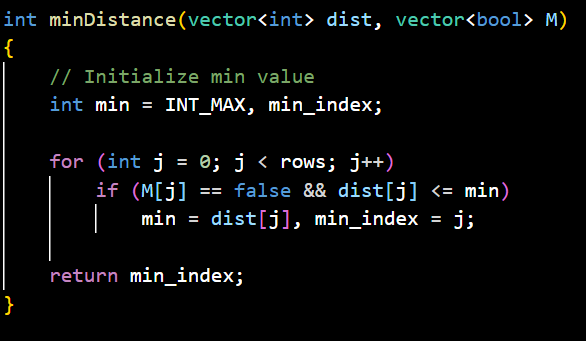 int minDistance(vector<int> dist, vector<bool> M)
{
// Initialize min value
int min = INT_MAX, min_index;
for (int j = 0; j < rows; j++)
if (M[j] == false && dist[j] <= min)
min = dist[j], min_index = j;
return min_index;
}